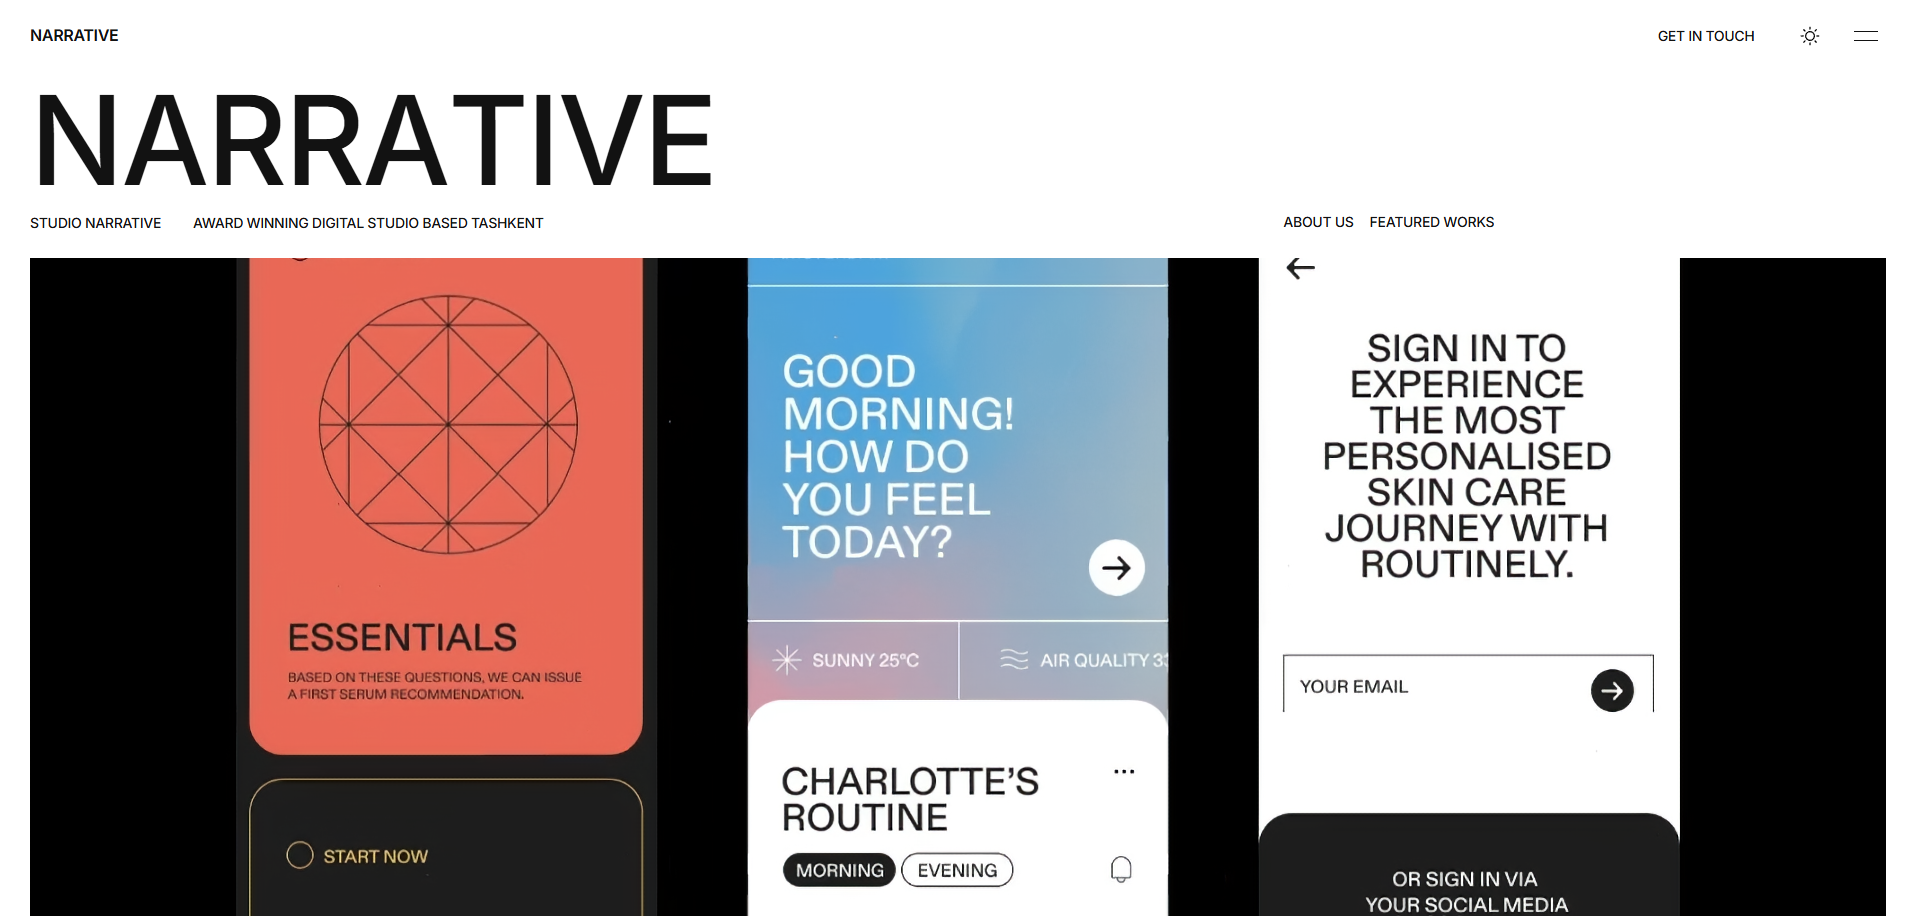 NARRATIVE
GET IN TOUCH
NARRATIVE
STUDIO NARRATIVE
AWARD WINNING DIGITAL STUDIO BASED TASHKENT
ABOUT US
FEATURED WORKS
ESSENTIALS
BASED ON THESE QUESTIONS, WE CAN ISSUE
A FIRST SERUM RECOMMENDATION.
START NOW
GOOD
MORNING!
HOW DO
YOU FEEL
TODAY?
SUNNY 25°C
AIR QUALITY
CHARLOTTE'S
ROUTINE
MORNING
EVENING
SIGN IN TO
EXPERIENCE
THE MOST
PERSONALISED
SKIN CARE
JOURNEY WITH
ROUTINELY.
YOUR EMAIL
OR SIGN IN VIA
YOUR SOCIAL MEDIA